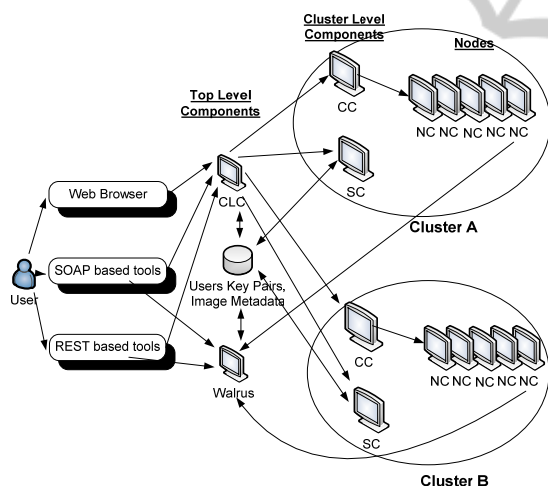 Cluster Level
Components
Nodes
CC
NC NC NC NC NC
Top Level
Components
SC
Web Browser
CLC
Cluster A
SOAP based tools
User
Users Key Pairs,
Image Metadata
REST based tools
CC
NC NC NC NC NC
Walrus
SC
Cluster B